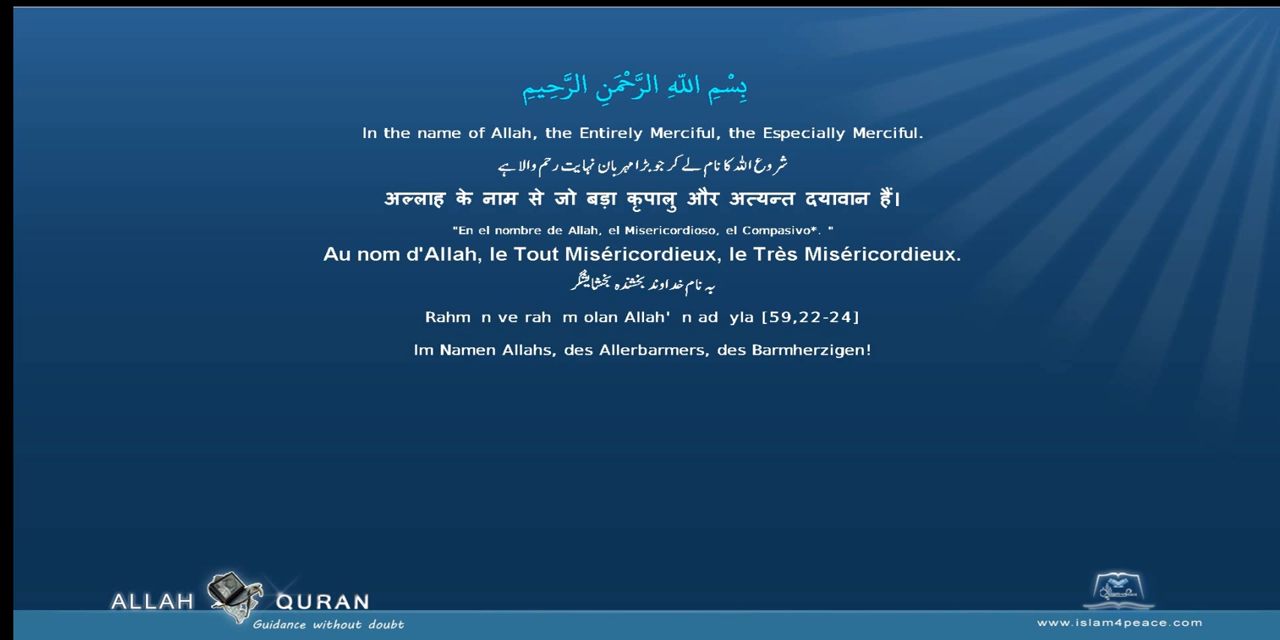 بِسْمِ اللّهِ الرَّحْمَنِ الرَّحِيمِ
In the name of Allah, the Entirely Merciful, the Especially Merciful.
شروع الله کا نام لے کر جو بڑا مہربان نہایت رحم والا ہے
अल्लाह के नाम से जो बड़ा कृपालु और अत्यन्त दयावान हैं।
"En el nombre de Allah, el Misericordioso, el Compasivo*. "
Au nom d'Allah, le Tout Miséricordieux, le Très Miséricordieux.
به نام خداوند بخشنده بخشایشگر
Rahm n ve rah m olan Allah' n ad yla [59,22-24]
Im Namen Allahs, des Allerbarmers, des Barmherzigen!
ALLAH QURAN
Guidance without doubt
www.islam4peace.com